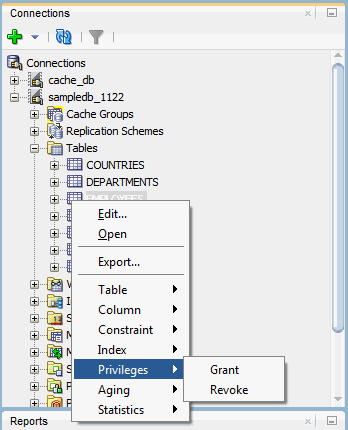 Connections
Connections
cache_db
sampledb_1122
Cache Groups
Replication Schemes
Tables
COUNTRIES
DEPARTMENTS
EMPLOYEES
Edit...
Open
Export...
Table
Column
Constraint
Index
Privileges
Grant
Revoke
Aging
Statistics
Reports